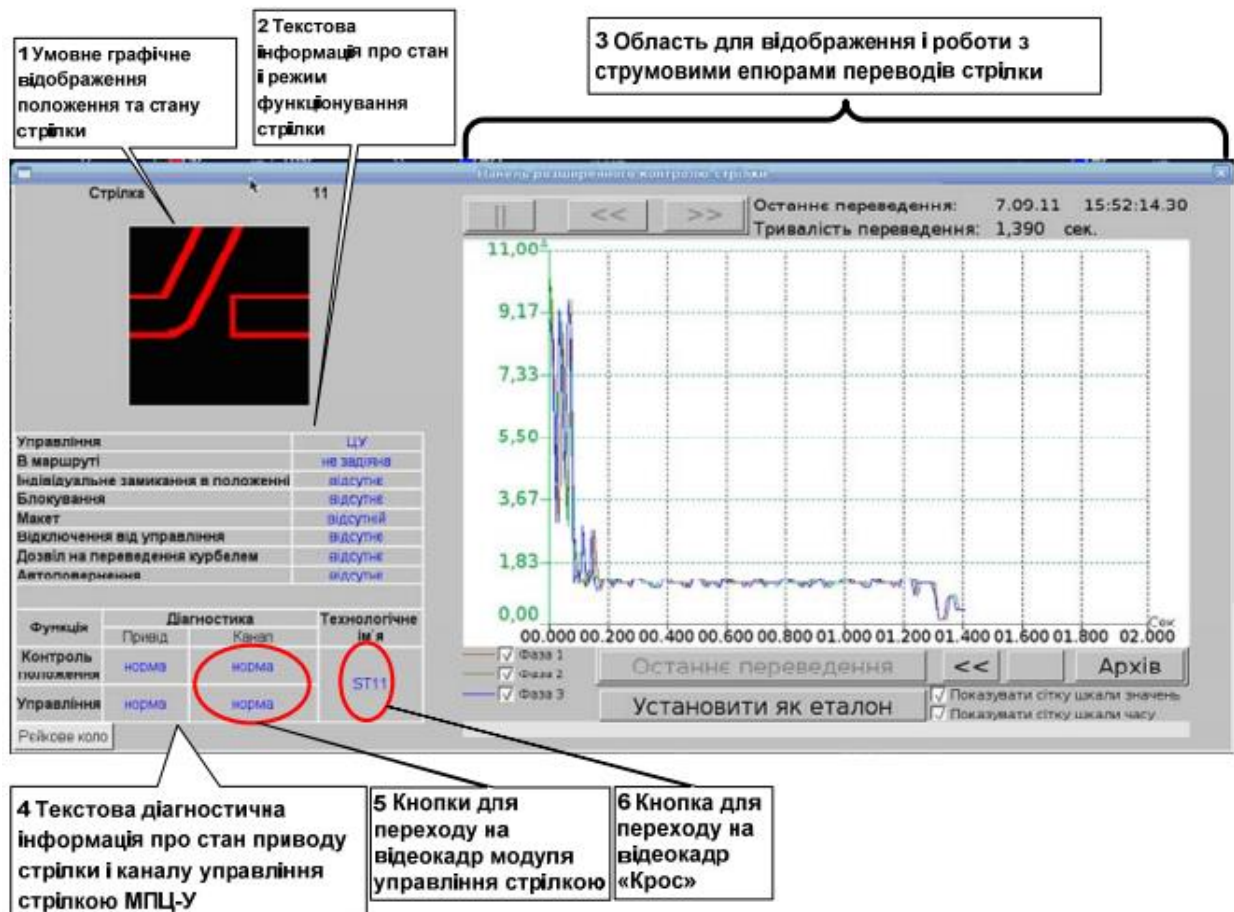 1 Умовне графічне
відображення
положення та стану
стрілки
2 Текстова
інформація про стан
і режим
функціонування
стрілки
3 Область для відображення і роботи з
струмовими епюрами переводів стрілки
Панель розширенного контролю стрілки
Стрілка 11
|| << >>
Останнє переведення: 7.09.11 15:52:14.30
Тривалість переведення: 1,390 сек.
11,00
9,17
7,33
5,50
3,67
1,83
0,00
Сек
00.000 00.200 00.400 00.600 00.800 01.000 01.200 01.400 01.600 01.800 02.000
Управління ЦУ
В маршруті не задіяна
Індивідуальне замикання в положенні відсутнє
Блокування відсутнє
Макет відсутній
Відключення від управління відсутнє
Дозвіл на переведення курбелем відсутнє
Автоповернення відсутнє
Функція Діагностика Технологічне
ім`я
Привід Канал
Контроль
положення норма норма
ST11
Управління норма норма
Рейкове коло
Фаза 1
Фаза 2
Фаза 3
Останнє переведення << Архів
Установити як еталон
Показувати сітку шкали значень
Показувати сітку шкали часу
4 Текстова діагностична
інформація про стан приводу
стрілки і каналу управління
стрілкою МПЦ-У
5 Кнопки для
переходу на
відеокадр модуля
управління стрілкою
6 Кнопка для
переходу на
відеокадр
«Крос»